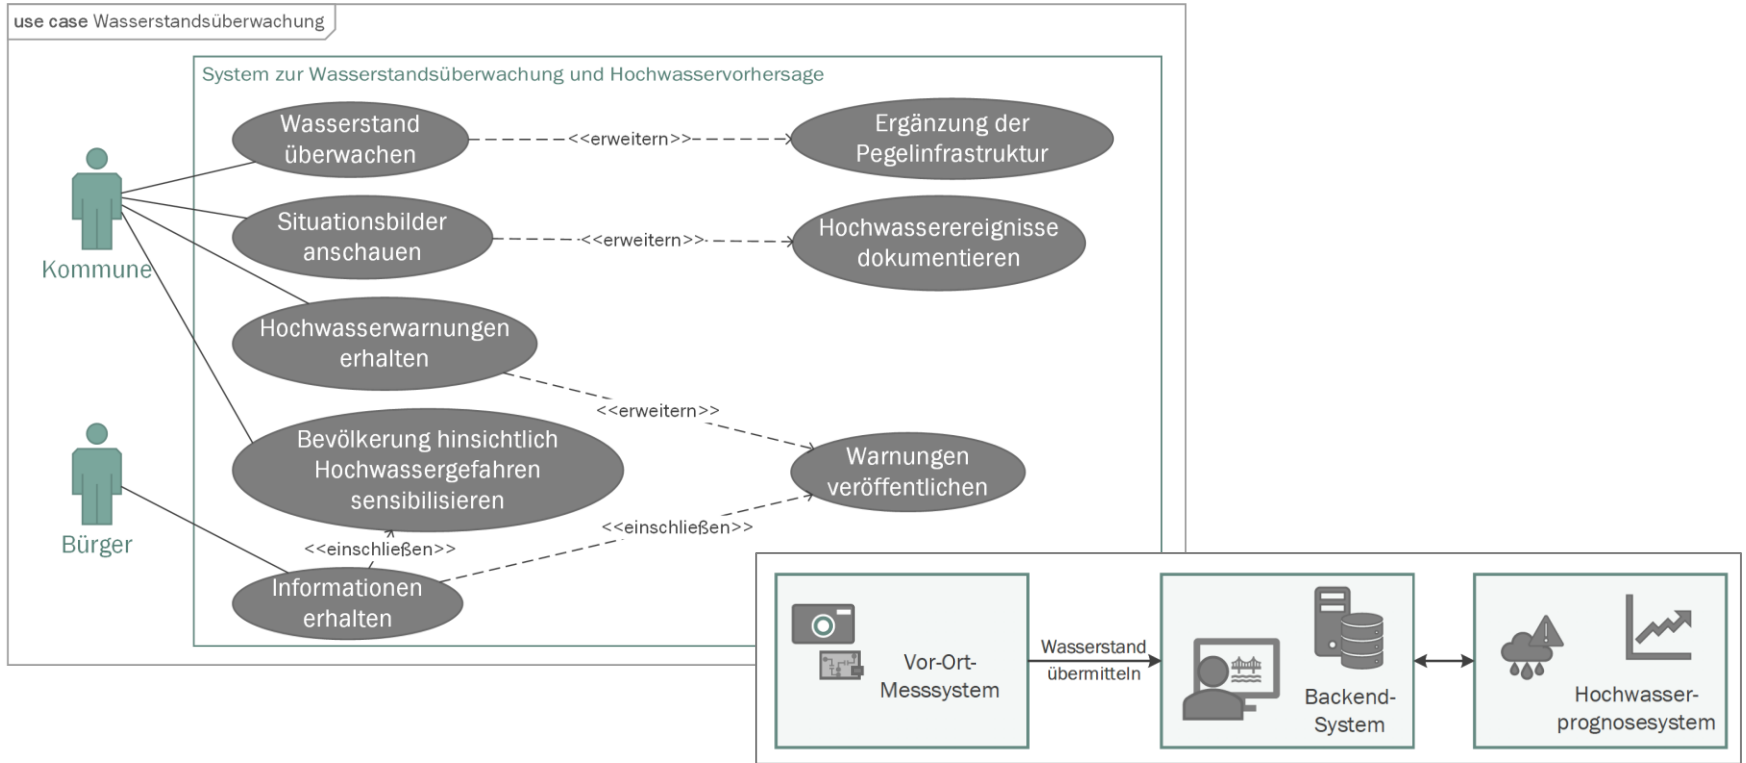 use case Wasserstandsüberwachung
System zur Wasserstandsüberwachung und Hochwasservorhersage
Wasserstand
überwachen
<<erweitern>>
Ergänzung der
Pegelinfrastruktur
Kommune
Situationsbilder
anschauen
<<erweitern>>
Hochwasserereignisse
dokumentieren
Hochwasserwarnungen
erhalten
<<erweitern>>
Bevölkerung hinsichtlich
Hochwassergefahren
sensibilisieren
Warnungen
veröffentlichen
Bürger
<<einschließen>>
<<einschließen>>
Informationen
erhalten
Vor-Ort-
Messsystem
Wasserstand
übermitteln
Backend-
System
Hochwasser-
prognosesystem